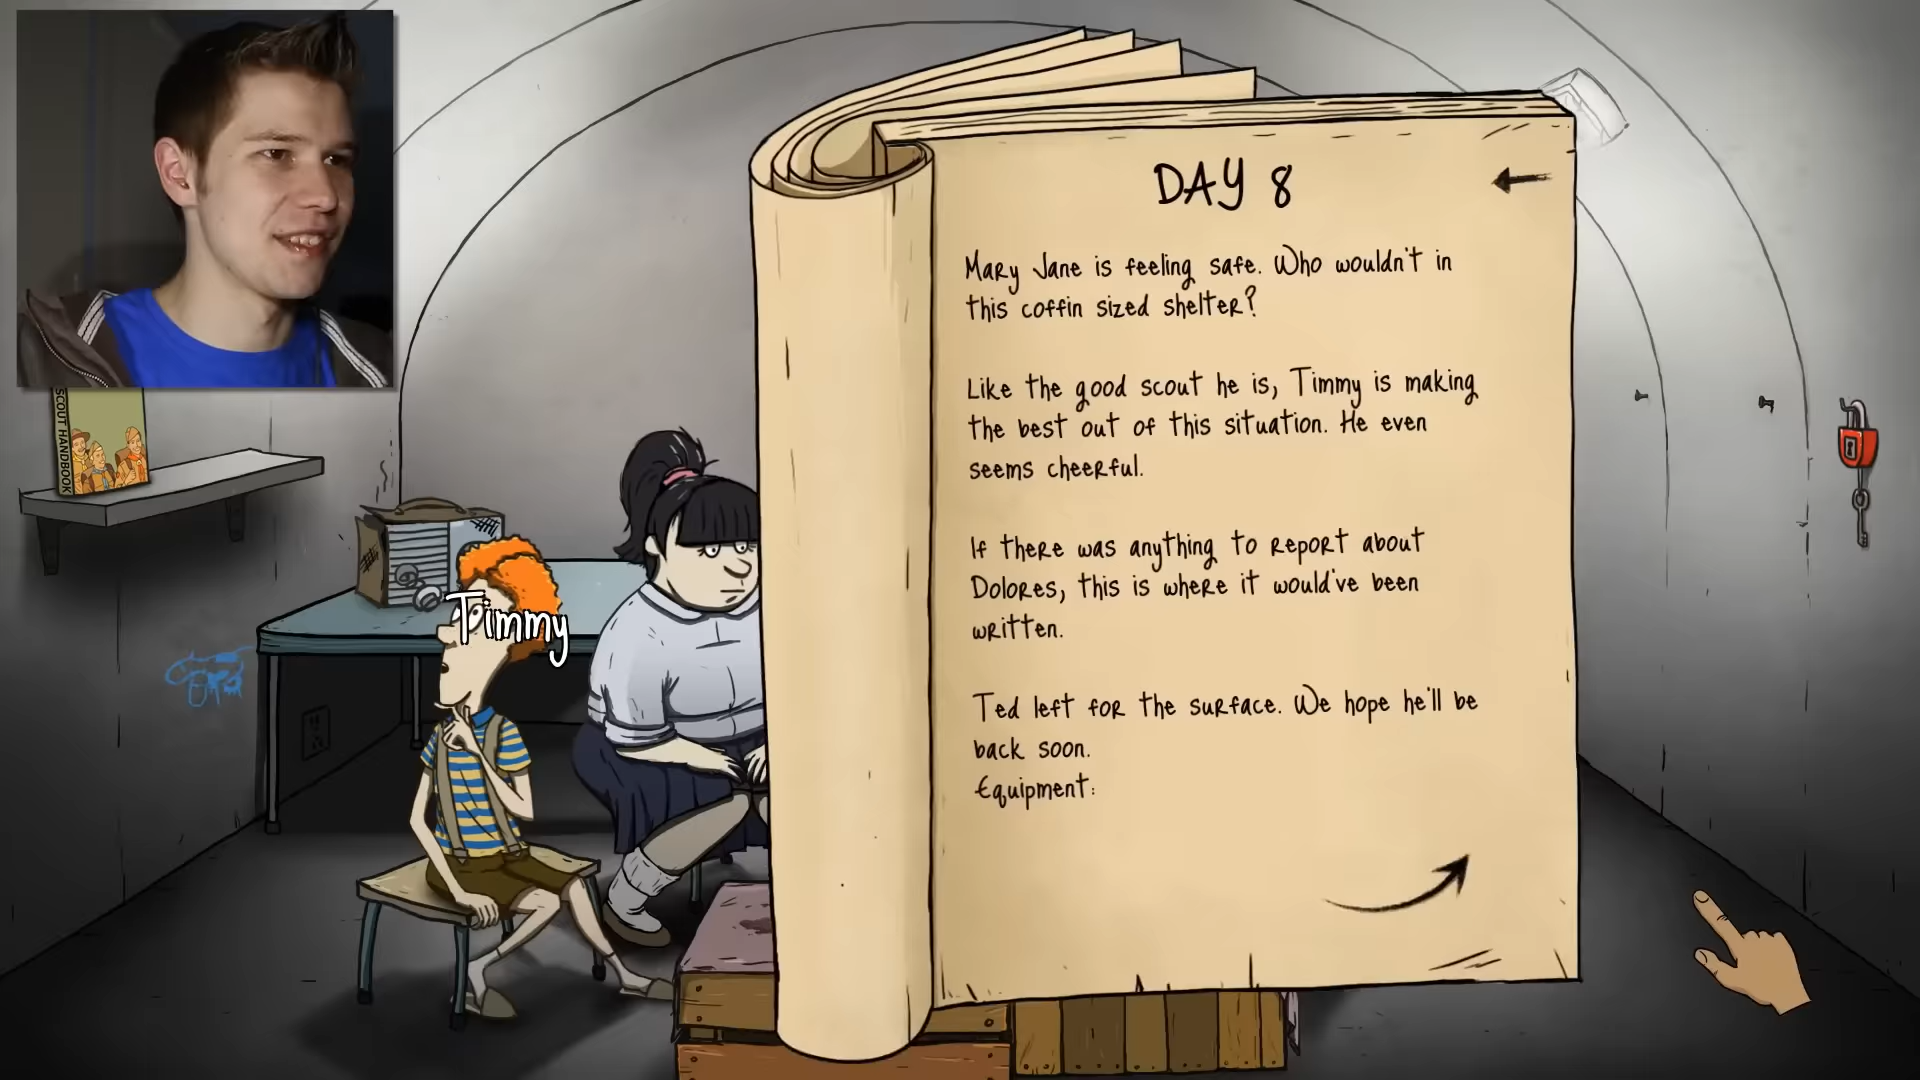 DAY 8
Mary Jane is feeling safe. Who wouldn't in
this coffin sized shelter?
Like the good scout he is, Timmy is making
the best out of this situation. He even
seems cheerful.
If there was anything to report about
Dolores, this is where it would've been
written.
Ted left for the surface. We hope he'll be
back soon.
Equipment:
SCOUT HANDBOOK
Timmy